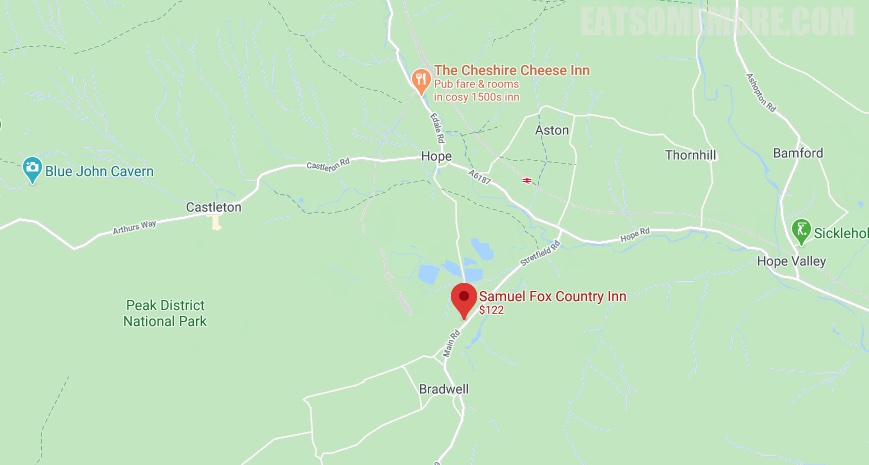 EATSOMEMORE.COM
The Cheshire Cheese Inn
Pub fare & rooms
in cosy 1500s inn
Ashopton Rd
Edale Rd
Aston
Hope
Thornhill
Bamford
Castleton Rd
A6187
Blue John Cavern
Castleton
Arthurs Way
Hope Rd
Sicklehol
Stretfield Rd
Hope Valley
Samuel Fox Country Inn
$122
Peak District
National Park
Main Rd
Bradwell